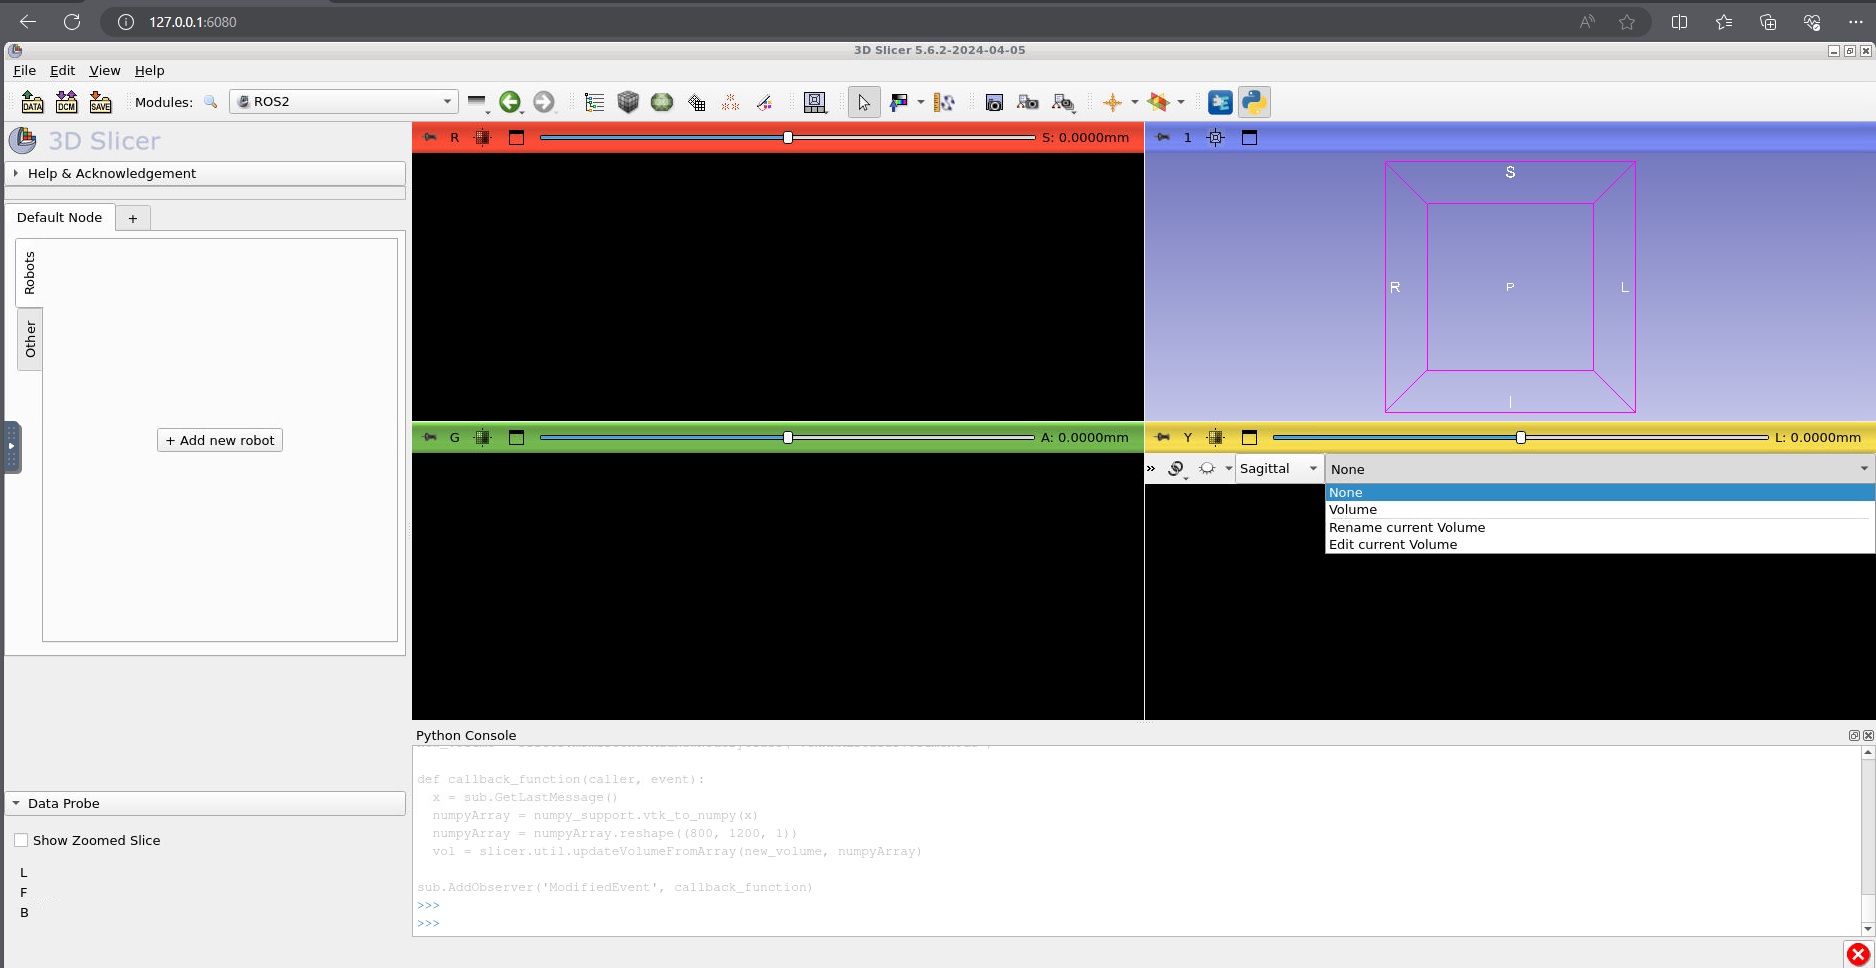 127.0.0.1:6080
3D Slicer 5.6.2-2024-04-05
File Edit View Help
DATA DCM SAVE Modules: ROS2
3D Slicer
Help & Acknowledgement
Default Node +
Robots
Other
+ Add new robot
Data Probe
Show Zoomed Slice
L
F
B
R S: 0.0000mm
1
S
R P L
I
G A: 0.0000mm
Y L: 0.0000mm
» Sagittal None
None
Volume
Rename current Volume
Edit current Volume
Python Console
def callback_function(caller, event):
x = sub.GetLastMessage()
numpyArray = numpy_support.vtk_to_numpy(x)
numpyArray = numpyArray.reshape((800, 1200, 1))
vol = slicer.util.updateVolumeFromArray(new_volume, numpyArray)
sub.AddObserver('ModifiedEvent', callback_function)
>>>
>>>